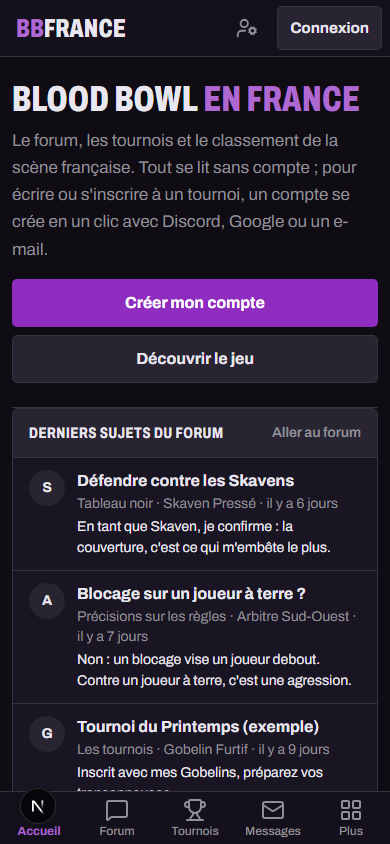 BBFRANCE
Connexion
BLOOD BOWL EN FRANCE
Le forum, les tournois et le classement de la
scène française. Tout se lit sans compte ; pour
écrire ou s'inscrire à un tournoi, un compte se
crée en un clic avec Discord, Google ou un e-
mail.
Créer mon compte
Découvrir le jeu
DERNIERS SUJETS DU FORUM
Aller au forum
S
Défendre contre les Skavens
Tableau noir · Skaven Pressé · il y a 6 jours
En tant que Skaven, je confirme : la
couverture, c'est ce qui m'embête le plus.
A
Blocage sur un joueur à terre ?
Précisions sur les règles · Arbitre Sud-Ouest ·
il y a 7 jours
Non : un blocage vise un joueur debout.
Contre un joueur à terre, c'est une agression.
G
Tournoi du Printemps (exemple)
Les tournois · Gobelin Furtif · il y a 9 jours
Inscrit avec mes Gobelins, préparez vos
N
Accueil
Forum
Tournois
Messages
Plus